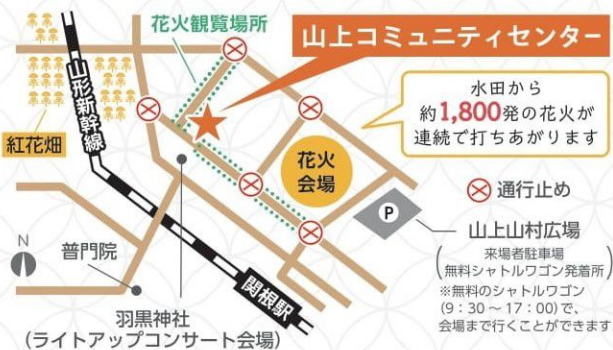 花火観覧場所
山上コミュニティセンター
水田から
約1,800発の花火が
連続で打ちあがります
山形新幹線
紅花畑
花火
会場
通行止め
P
山上山村広場
来場者駐車場
無料シャトルワゴン発着所
※無料のシャトルワゴン
(9:30～17:00)で、
会場まで行くことができます
N
普門院
関根駅
羽黒神社
(ライトアップコンサート会場)